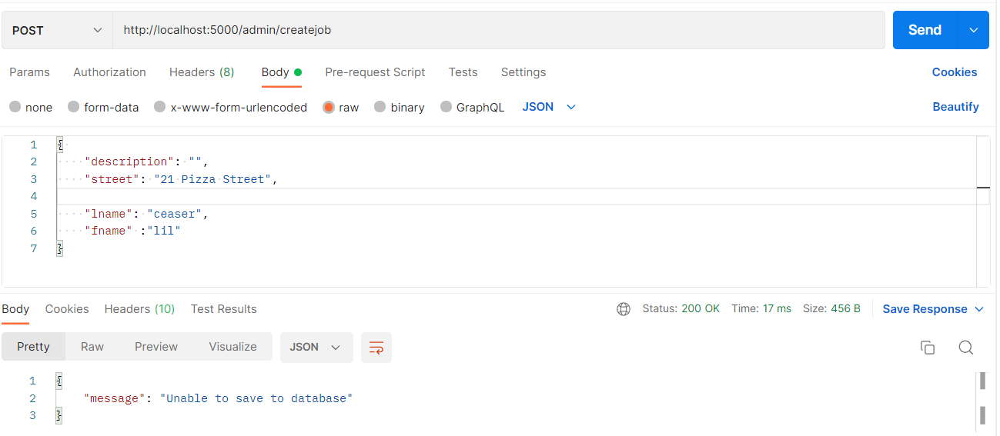 POST http://localhost:5000/admin/createjob Send
Params Authorization Headers (8) Body Pre-request Script Tests Settings Cookies
none form-data x-www-form-urlencoded raw binary GraphQL JSON Beautify
1 {
2 "description": "",
3 "street": "21 Pizza Street",
4
5 "lname": "ceaser",
6 "fname" :"lil"
7 }
Body Cookies Headers (10) Test Results Status: 200 OK Time: 17 ms Size: 456 B Save Response
Pretty Raw Preview Visualize JSON
1 {
2 "message": "Unable to save to database"
3 }